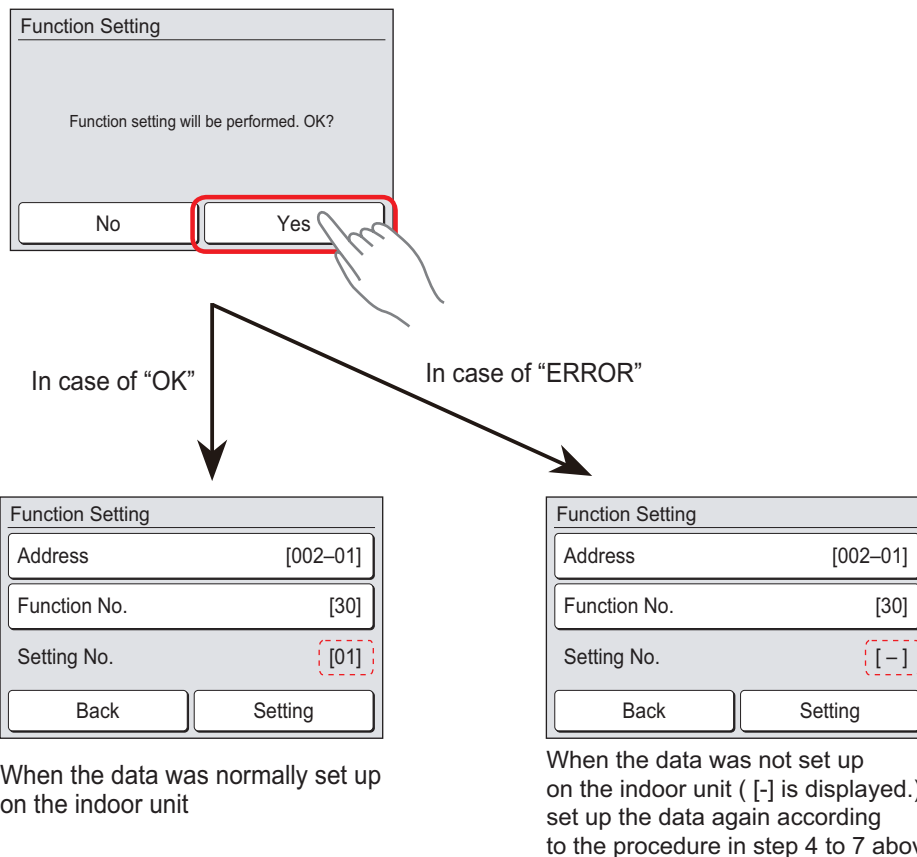 Function Setting
Function setting will be performed. OK?
No
Yes
In case of “OK”
In case of “ERROR”
Function Setting
Address [002–01]
Function No. [30]
Setting No. [01]
Back Setting
When the data was normally set up
on the indoor unit
Function Setting
Address [002–01]
Function No. [30]
Setting No. [ – ]
Back Setting
When the data was not set up
on the indoor unit ( [-] is displayed.)
set up the data again according
to the procedure in step 4 to 7